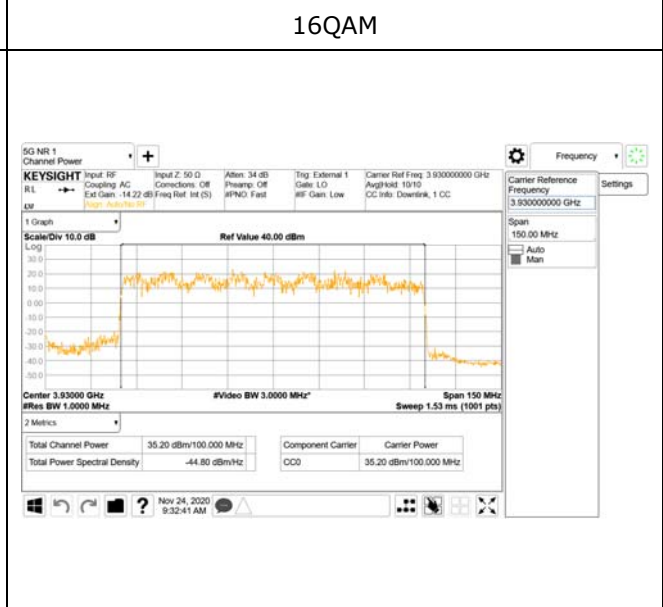 16QAM
5G NR 1
Channel Power
+
Frequency
KEYSIGHT
RL
Input: RF
Coupling: AC
Ext Gain: -14.22 dB
Align: Auto/No RF
Input Z: 50 Ω
Corrections: Off
Freq Ref: Int (S)
Atten: 34 dB
Preamp: Off
#PNO: Fast
Trig: External 1
Gate: LO
#IF Gain: Low
Carrier Ref Freq: 3.930000000 GHz
Avg|Hold: 10/10
CC Info: Downlink, 1 CC
Carrier Reference
Frequency
3.930000000 GHz
Settings
Span
150.00 MHz
Auto
Man
1 Graph
Scale/Div 10.0 dB
Ref Value 40.00 dBm
Log
30.0
20.0
10.0
0.00
-10.0
-20.0
-30.0
-40.0
-50.0
Center 3.93000 GHz
#Video BW 3.0000 MHz*
Span 150 MHz
#Res BW 1.0000 MHz
Sweep 1.53 ms (1001 pts)
2 Metrics
Total Channel Power 35.20 dBm/100.000 MHz
Total Power Spectral Density -44.80 dBm/Hz
Component Carrier Carrier Power
CC0 35.20 dBm/100.000 MHz
?
Nov 24, 2020
9:32:41 AM